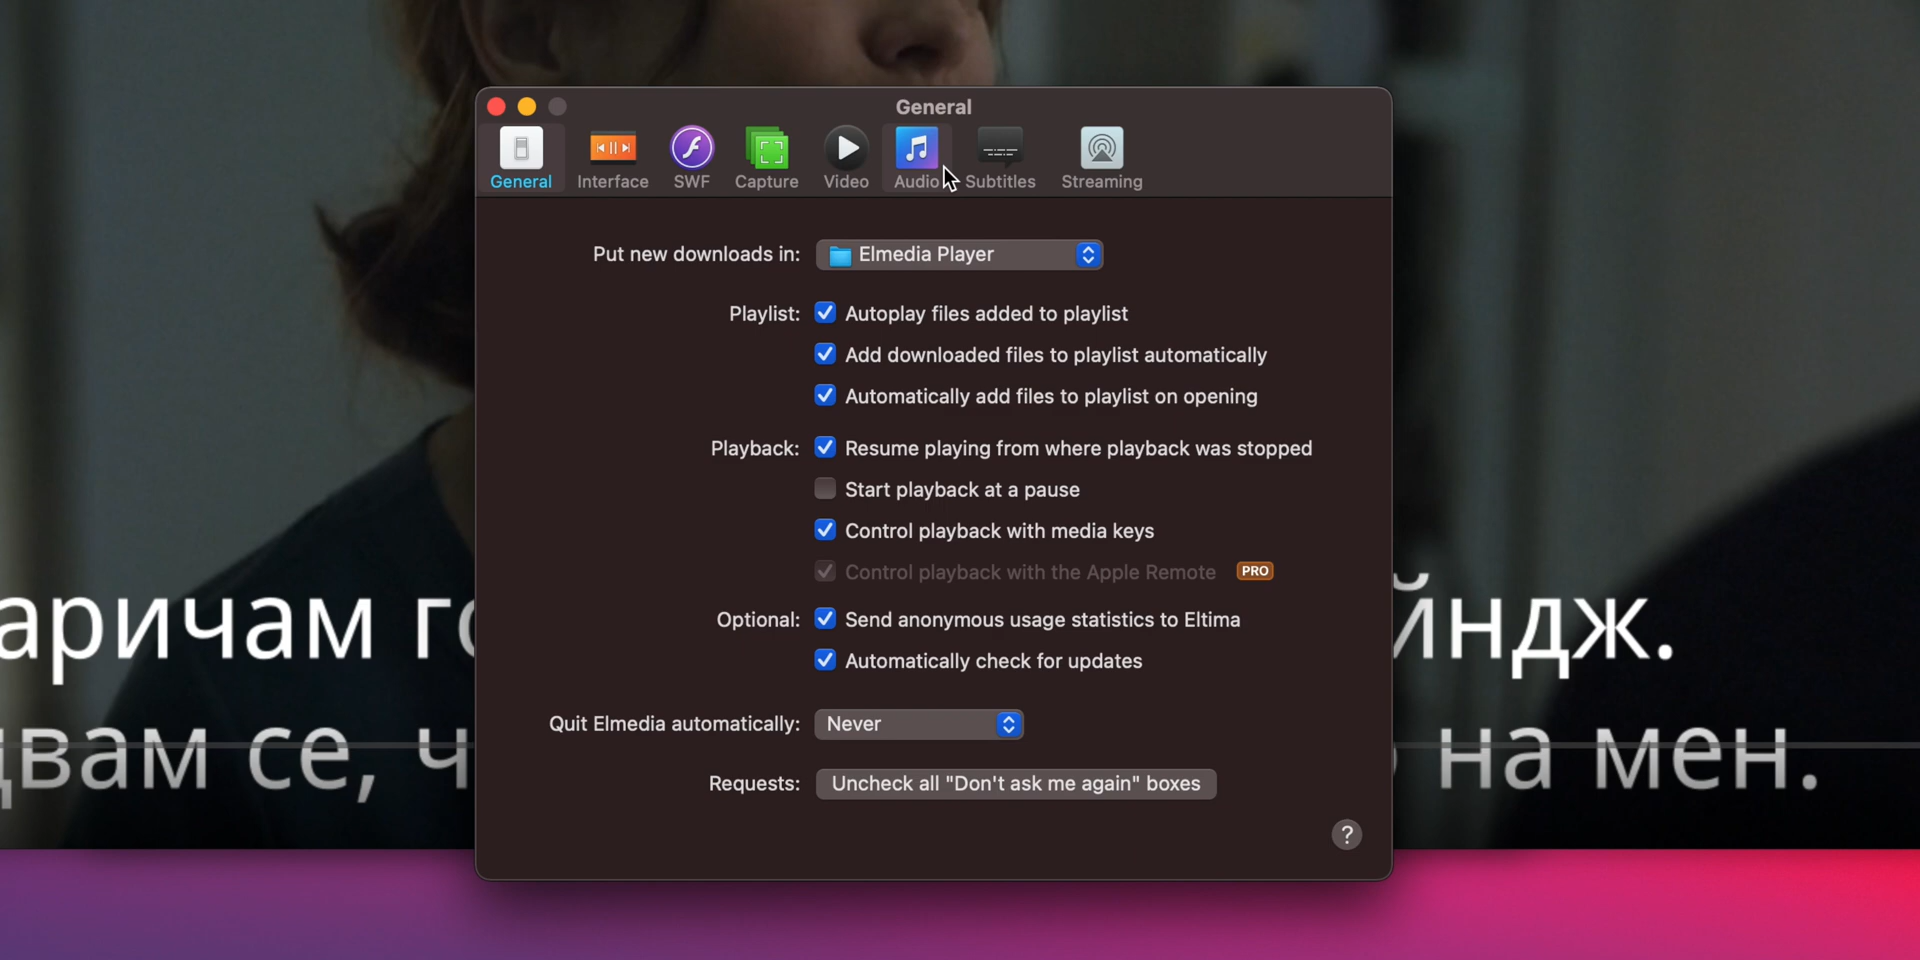 General
General Interface SWF Capture Video Audio Subtitles Streaming
Put new downloads in: Elmedia Player
Playlist: Autoplay files added to playlist
Add downloaded files to playlist automatically
Automatically add files to playlist on opening
Playback: Resume playing from where playback was stopped
Start playback at a pause
Control playback with media keys
Control playback with the Apple Remote PRO
Optional: Send anonymous usage statistics to Eltima
Automatically check for updates
Quit Elmedia automatically: Never
Requests: Uncheck all "Don't ask me again" boxes
?
аричам го йндж.
двам се, ч на мен.